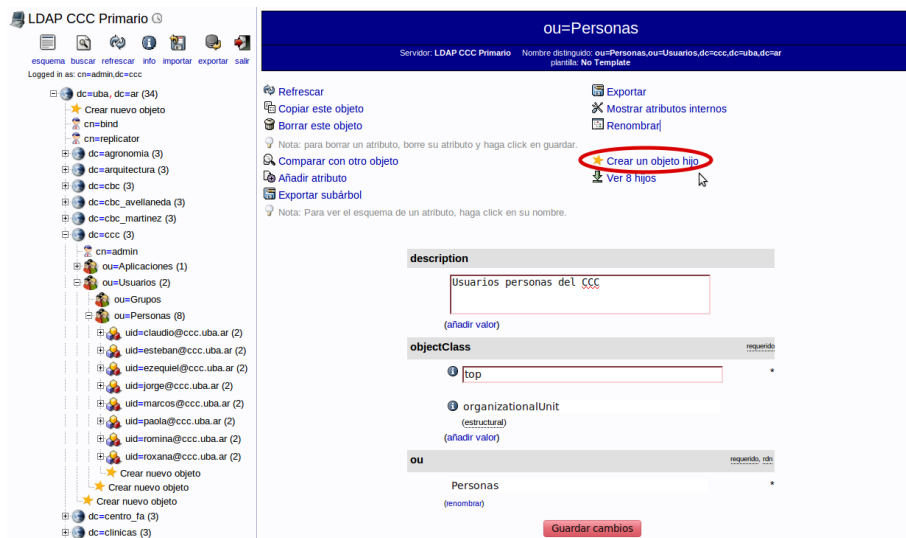 LDAP CCC Primario
esquema buscar refrescar info importar exportar salir
Logged in as: cn=admin,dc=ccc
dc=uba, dc=ar (34)
Crear nuevo objeto
cn=bind
cn=replicator
dc=agronomia (3)
dc=arquitectura (3)
dc=cbc (3)
dc=cbc_avellaneda (3)
dc=cbc_martinez (3)
dc=ccc (3)
cn=admin
ou=Aplicaciones (1)
ou=Usuarios (2)
ou=Grupos
ou=Personas (8)
uid=claudio@ccc.uba.ar (2)
uid=esteban@ccc.uba.ar (2)
uid=ezequiel@ccc.uba.ar (2)
uid=jorge@ccc.uba.ar (2)
uid=marcos@ccc.uba.ar (2)
uid=paola@ccc.uba.ar (2)
uid=romina@ccc.uba.ar (2)
uid=roxana@ccc.uba.ar (2)
Crear nuevo objeto
Crear nuevo objeto
Crear nuevo objeto
dc=centro_fa (3)
dc=clinicas (3)
ou=Personas
Servidor: LDAP CCC Primario Nombre distinguido: ou=Personas,ou=Usuarios,dc=ccc,dc=uba,dc=ar
plantilla: No Template
Refrescar Exportar
Copiar este objeto Mostrar atributos internos
Borrar este objeto Renombrar
Nota: para borrar un atributo, borre su atributo y haga click en guardar.
Comparar con otro objeto Crear un objeto hijo
Añadir atributo Ver 8 hijos
Exportar subárbol
Nota: Para ver el esquema de un atributo, haga click en su nombre.
description
Usuarios personas del CCC
(añadir valor)
objectClass requerido
top *
organizationalUnit
(estructural)
(añadir valor)
ou requerido, rdn
Personas *
(renombrar)
Guardar cambios